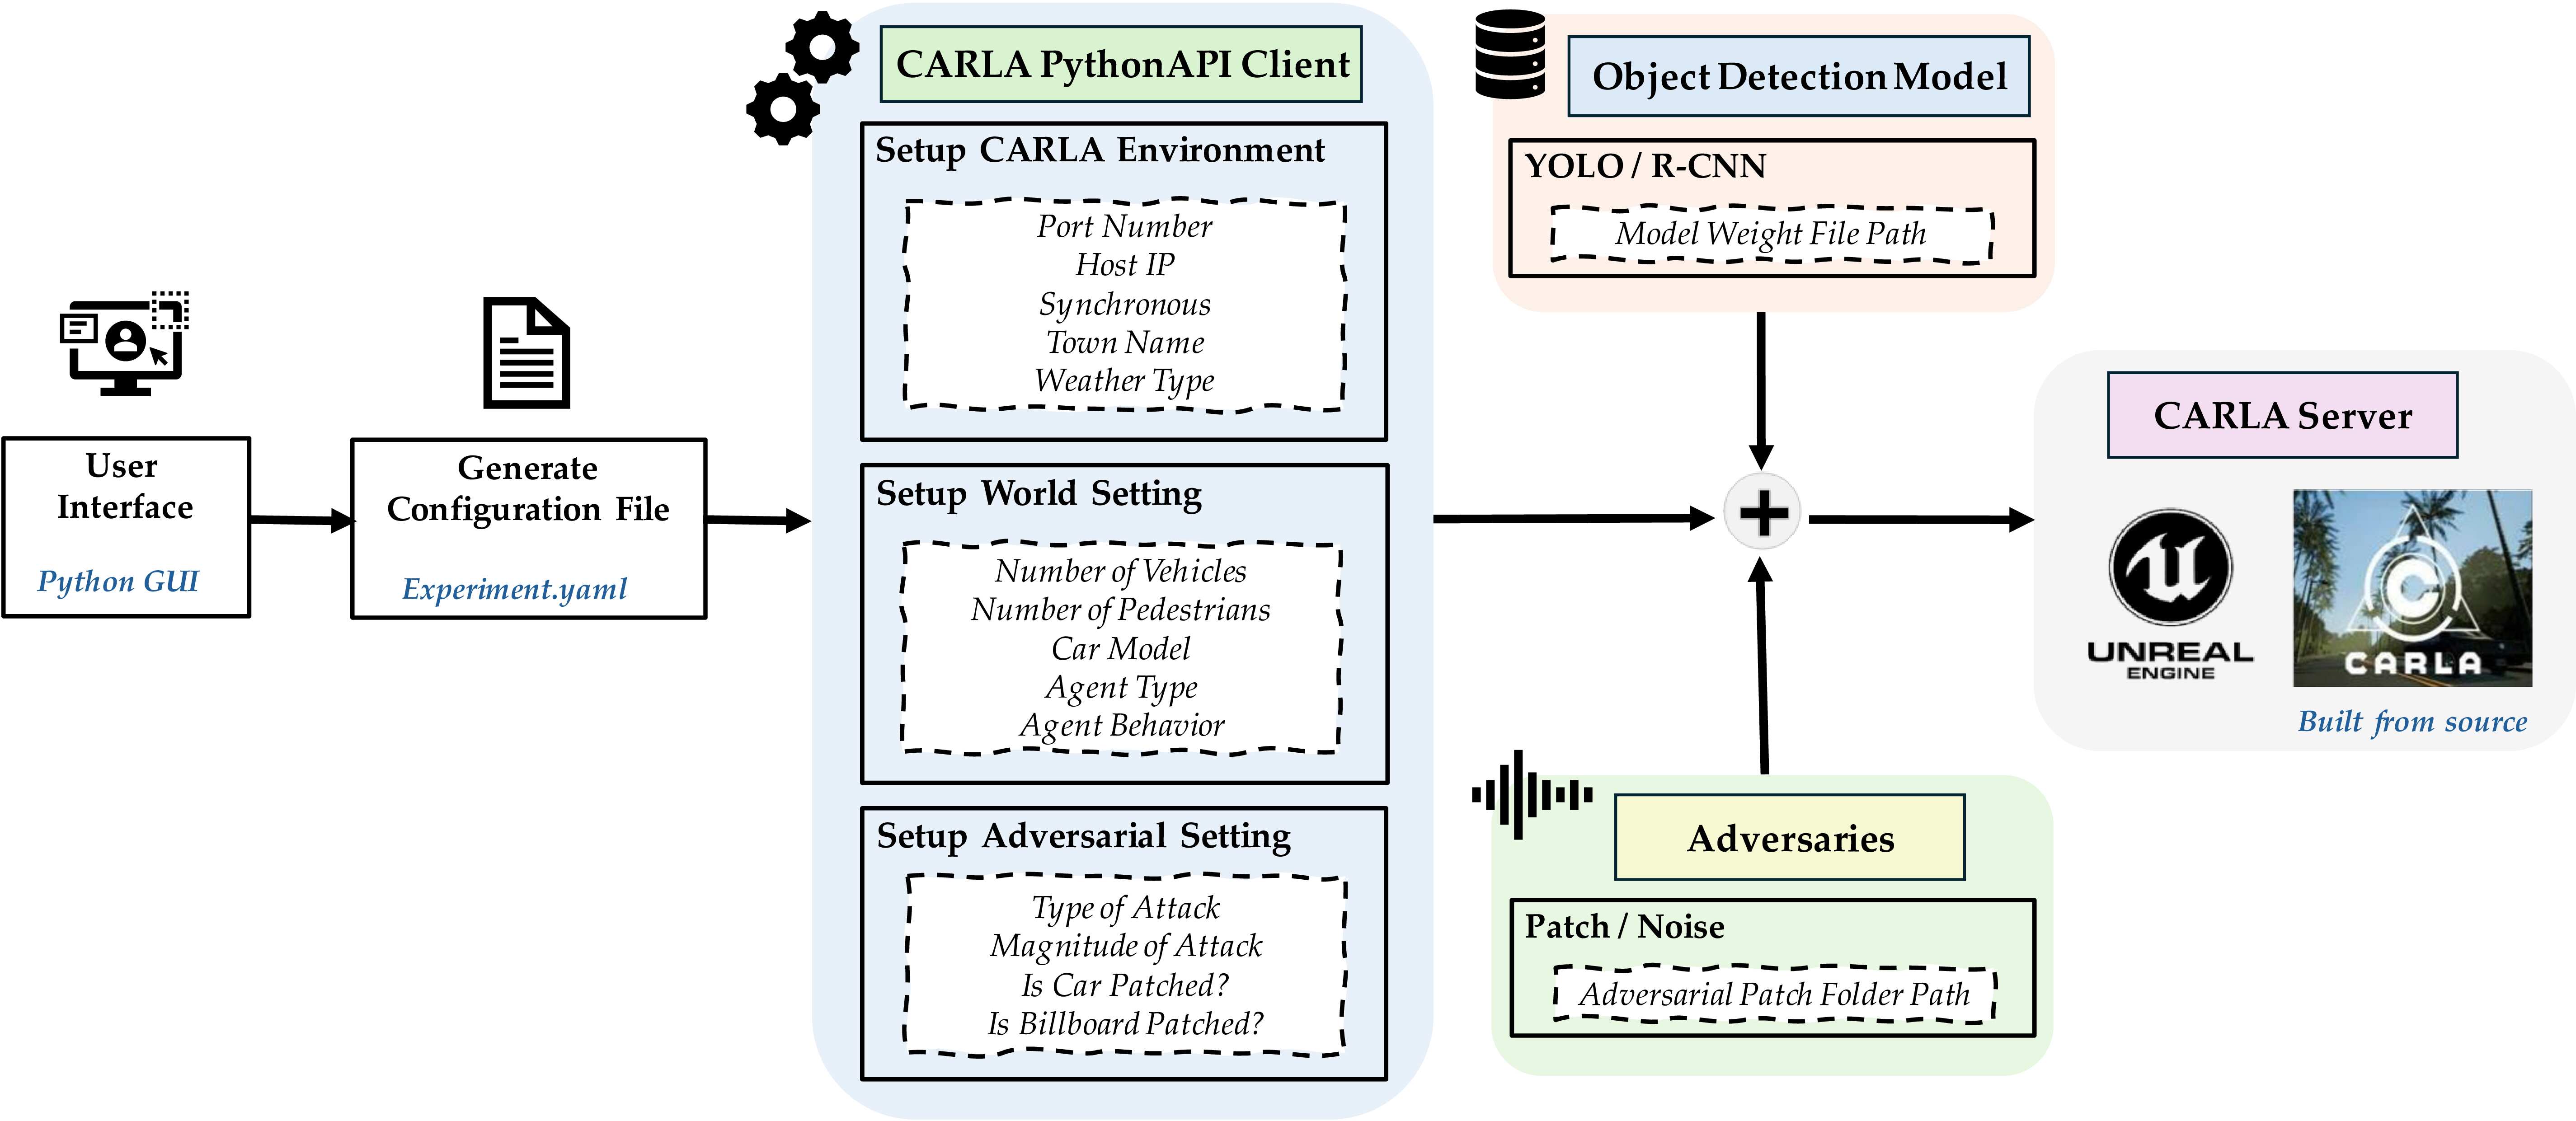 User
Interface
Python GUI
Generate
Configuration File
Experiment.yaml
CARLA PythonAPI Client
Setup CARLA Environment
Port Number
Host IP
Synchronous
Town Name
Weather Type
Setup World Setting
Number of Vehicles
Number of Pedestrians
Car Model
Agent Type
Agent Behavior
Setup Adversarial Setting
Type of Attack
Magnitude of Attack
Is Car Patched?
Is Billboard Patched?
Object Detection Model
YOLO / R-CNN
Model Weight File Path
Adversaries
Patch / Noise
Adversarial Patch Folder Path
CARLA Server
UNREAL
ENGINE
CARLA
Built from source